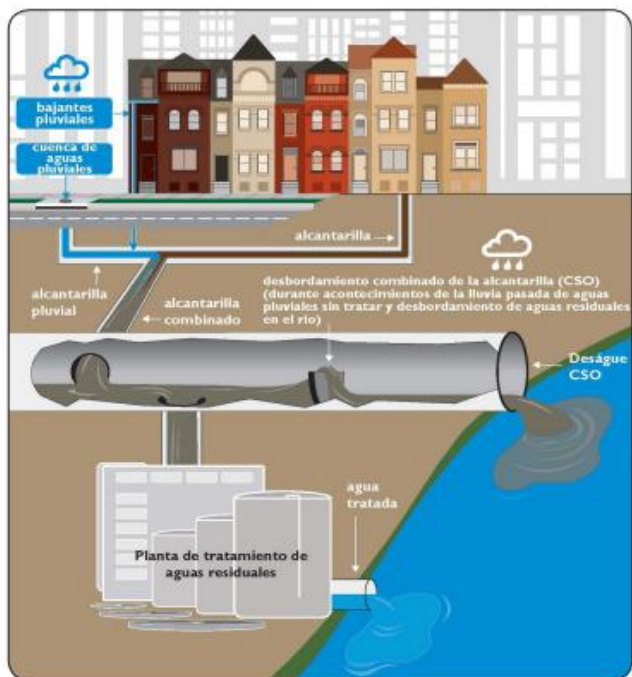 bajantes
pluviales
cuenca de
aguas
pluviales
alcantarilla
alcantarilla
pluvial
alcantarilla
combinado
desbordamiento combinado de la alcantarilla (CSO)
(durante acontecimientos de la lluvia pasada de aguas
pluviales sin tratar y desbordamiento de aguas residuales
en el rio)
Deságue
CSO
agua
tratada
Planta de tratamiento de
aguas residuales